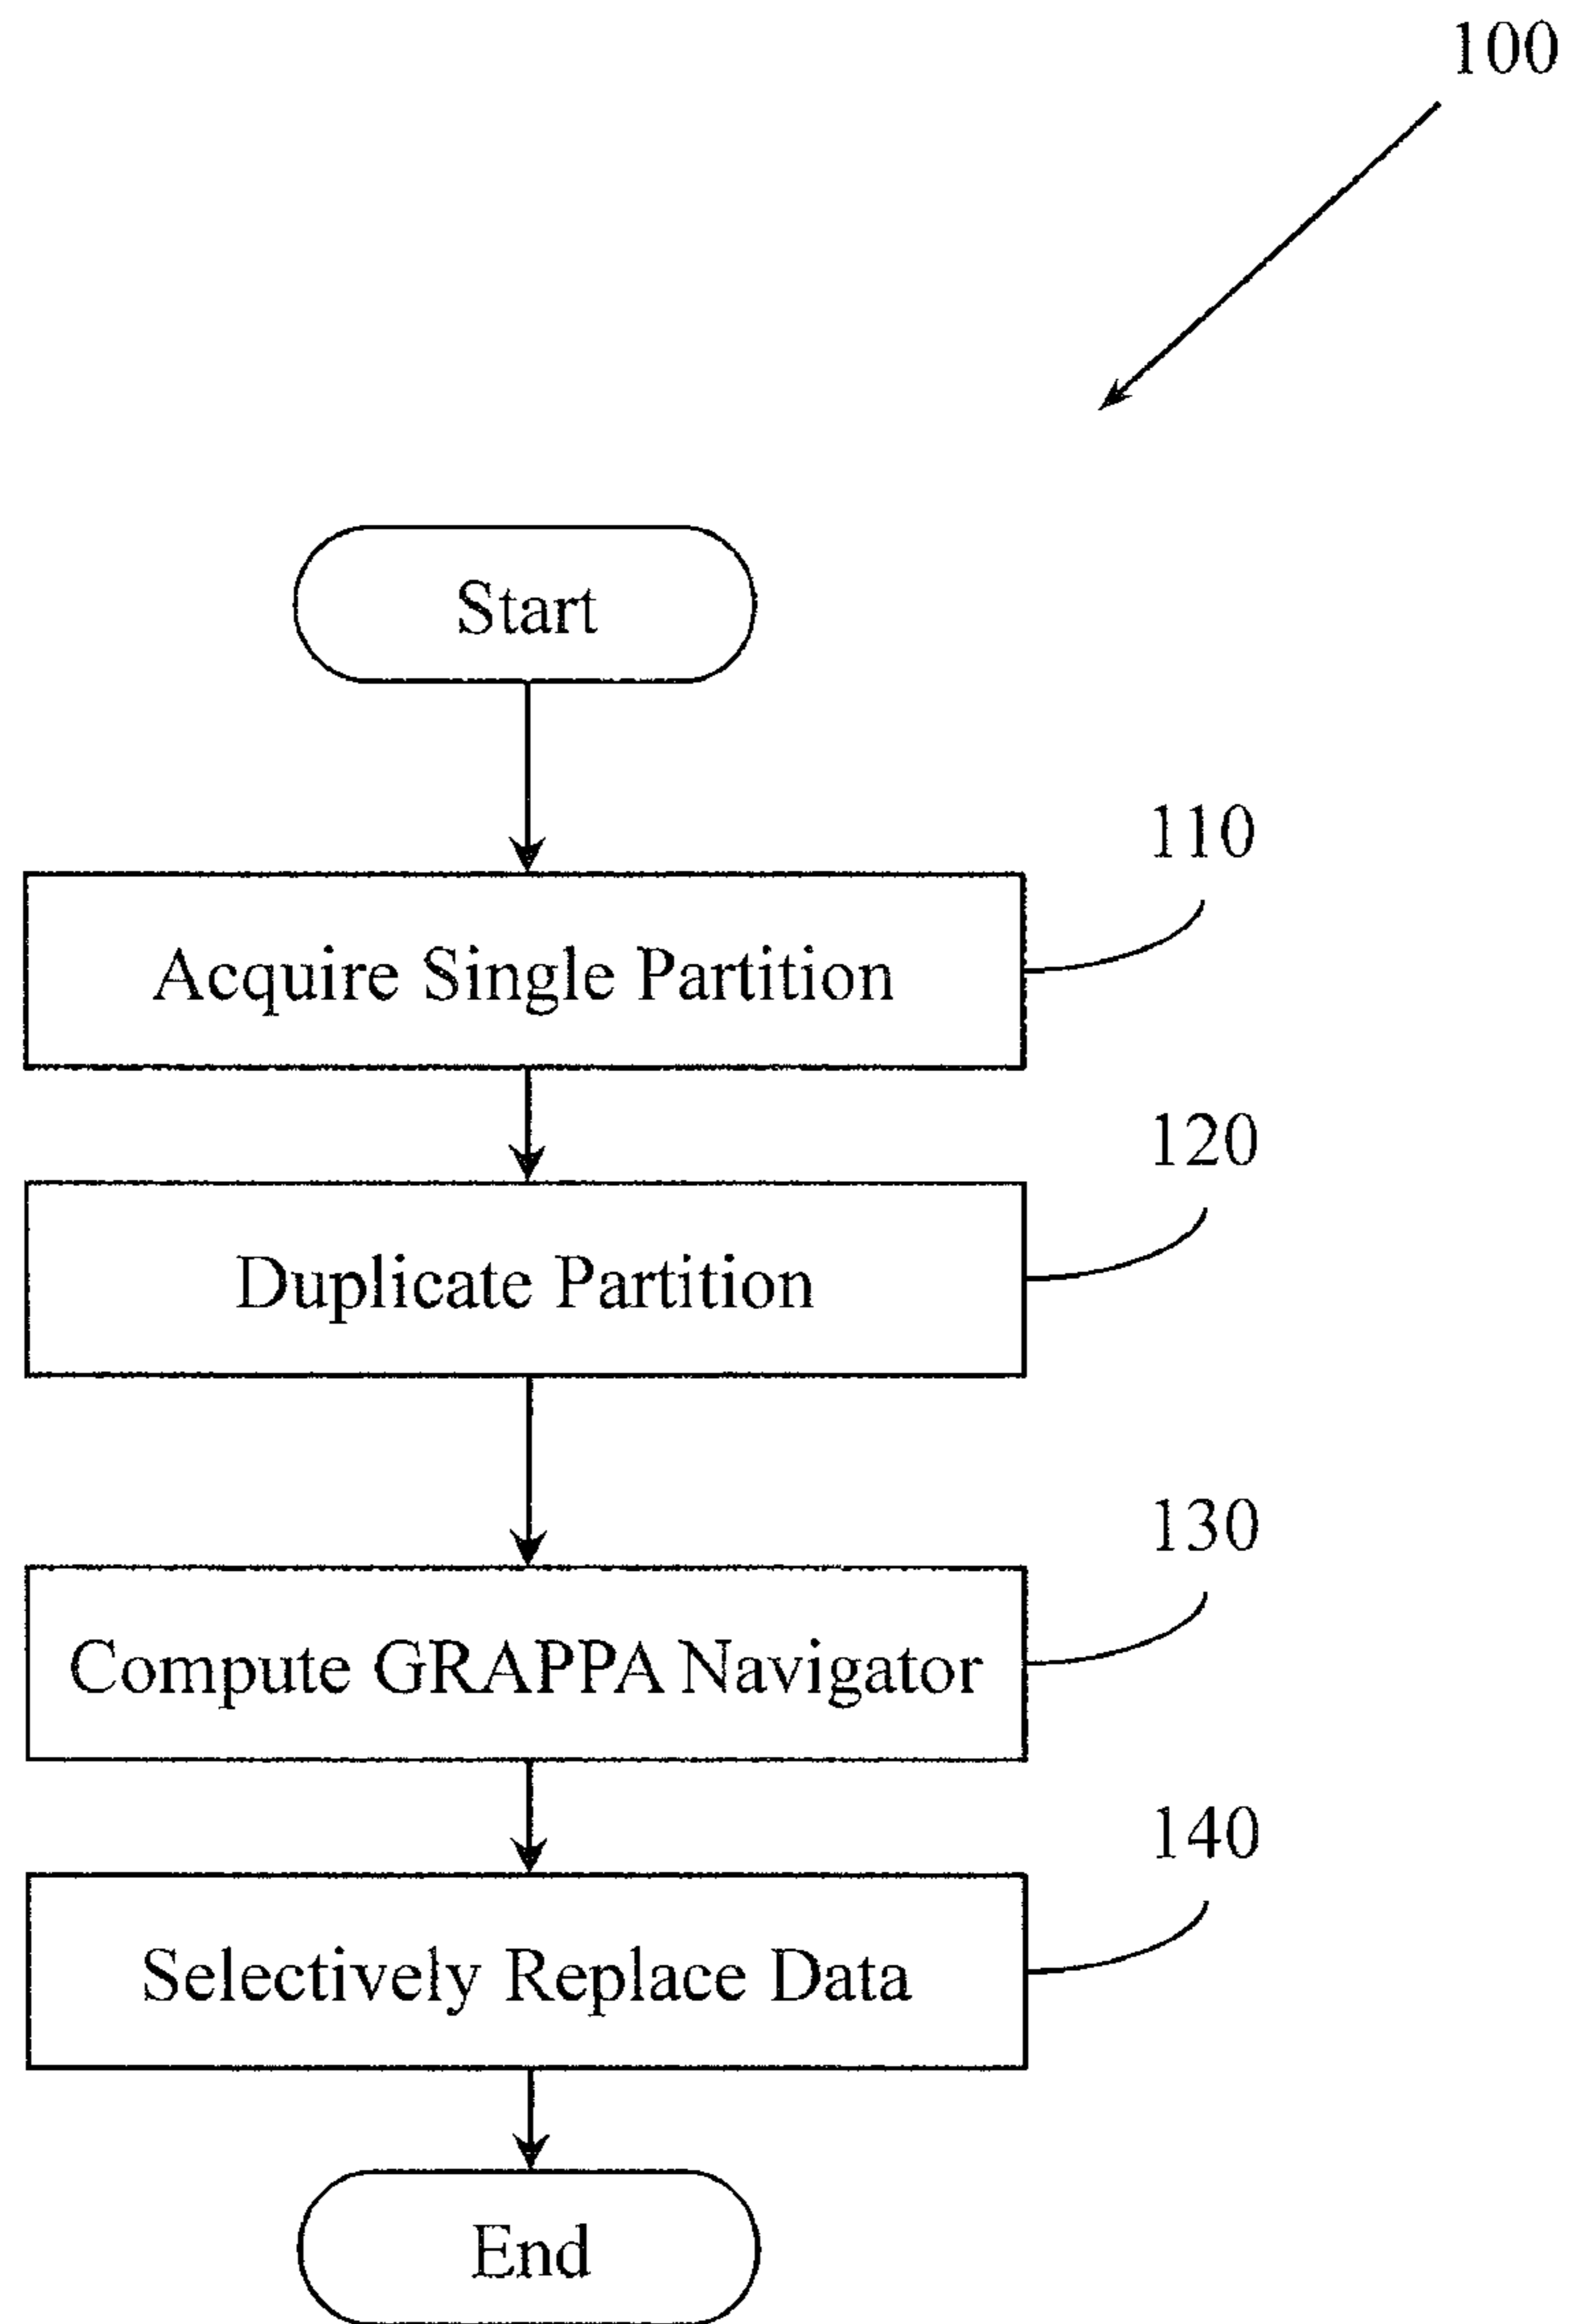 100
Start
110
Acquire Single Partition
120
Duplicate Partition
130
Compute GRAPPA Navigator
140
Selectively Replace Data
End